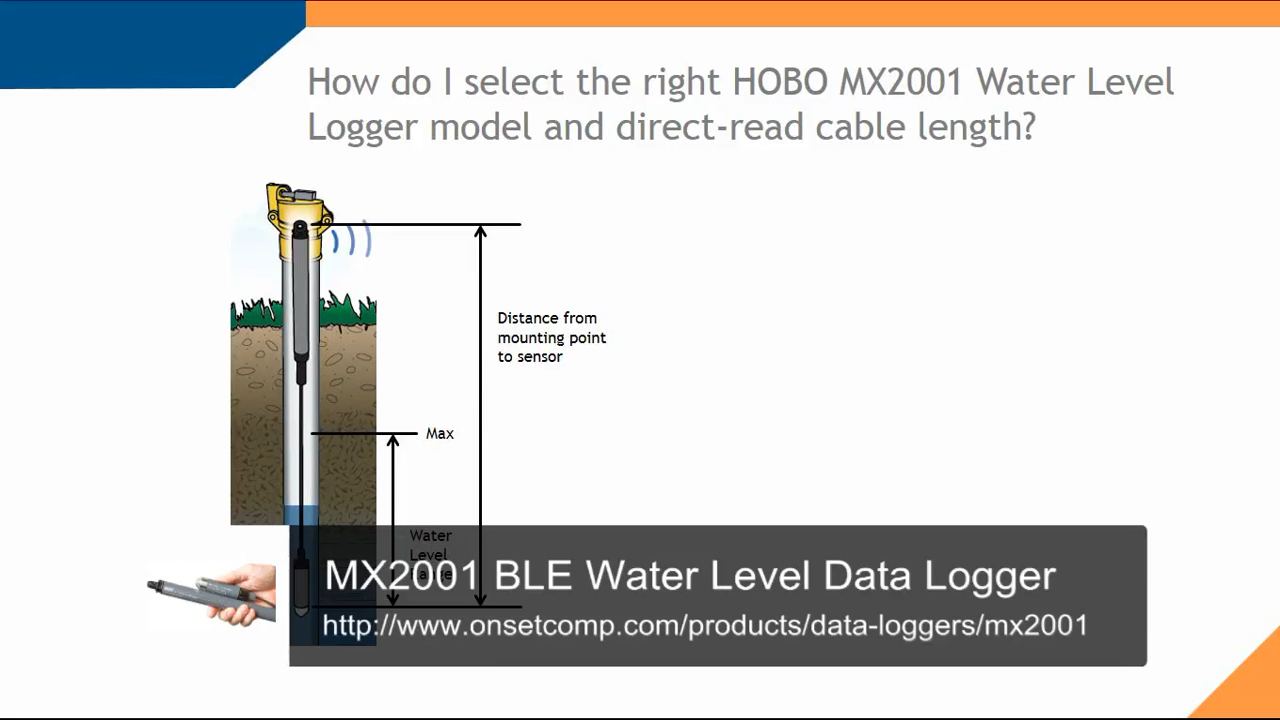 How do I select the right HOBO MX2001 Water Level
Logger model and direct-read cable length?
Distance from
mounting point
to sensor
Max
Water
Level
MX2001 BLE Water Level Data Logger
http://www.onsetcomp.com/products/data-loggers/mx2001